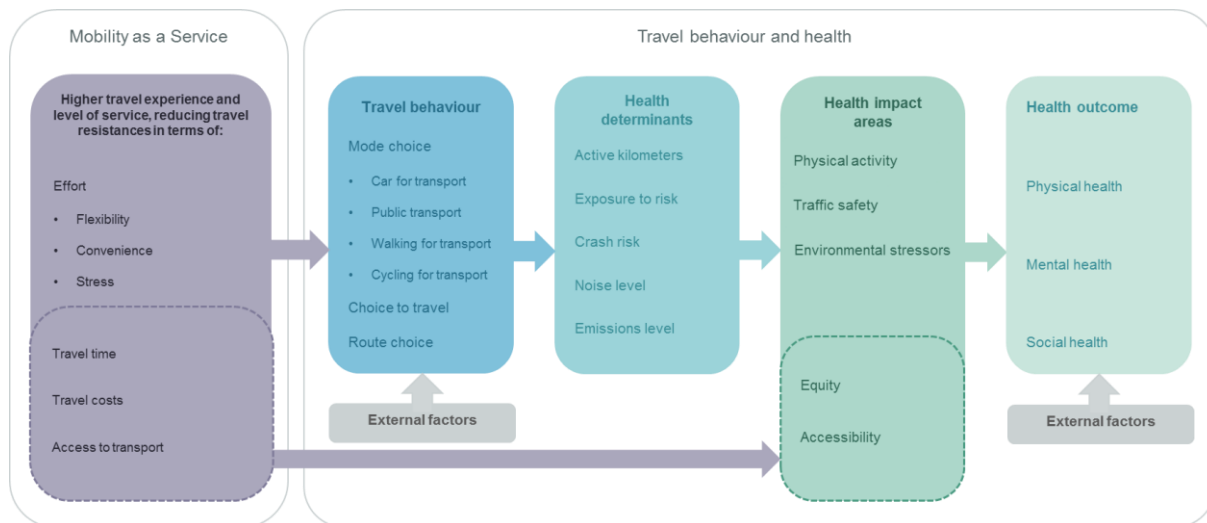 Mobility as a Service
Travel behaviour and health
Higher travel experience and
level of service, reducing travel
resistances in terms of:
Effort
• Flexibility
• Convenience
• Stress
Travel time
Travel costs
Access to transport
Travel behaviour
Mode choice
• Car for transport
• Public transport
• Walking for transport
• Cycling for transport
Choice to travel
Route choice
External factors
Health
determinants
Active kilometers
Exposure to risk
Crash risk
Noise level
Emissions level
Health impact
areas
Physical activity
Traffic safety
Environmental stressors
Equity
Accessibility
Health outcome
Physical health
Mental health
Social health
External factors